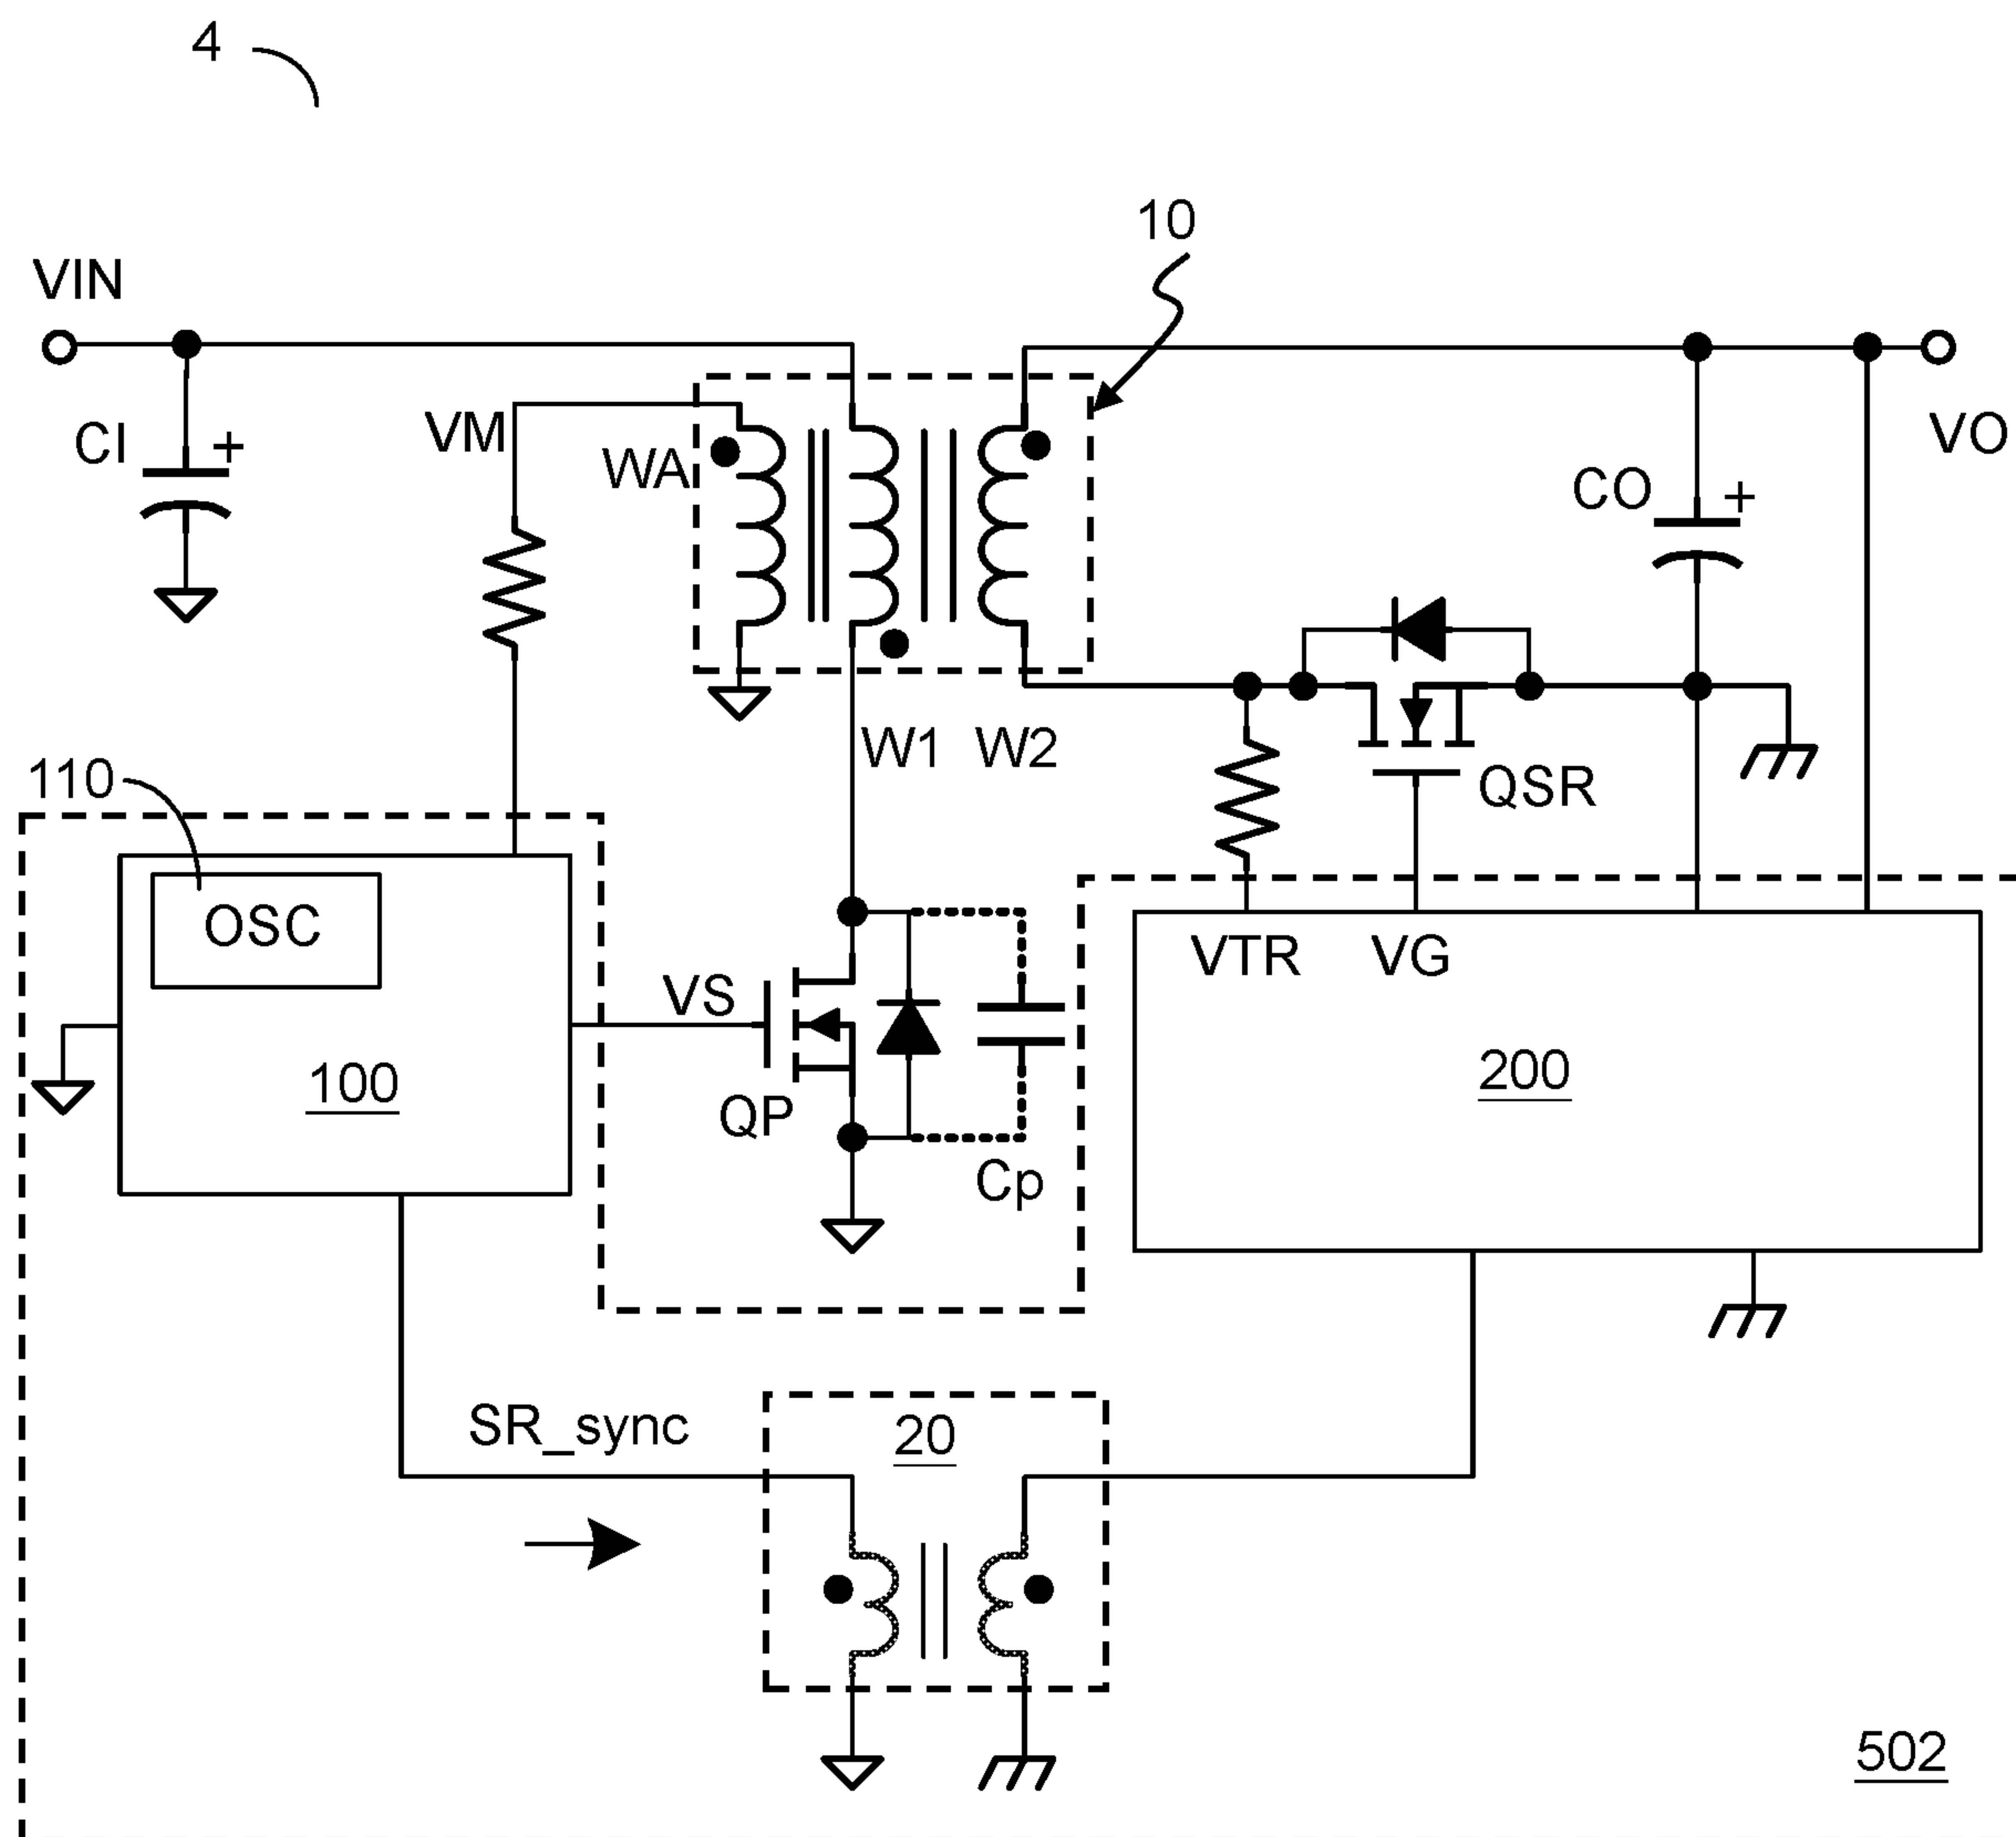 4
10
VIN
CI
+
VM
WA
VO
CO
+
W1
W2
QSR
110
OSC
VTR
VG
VS
100
200
QP
Cp
SR_sync
20
502